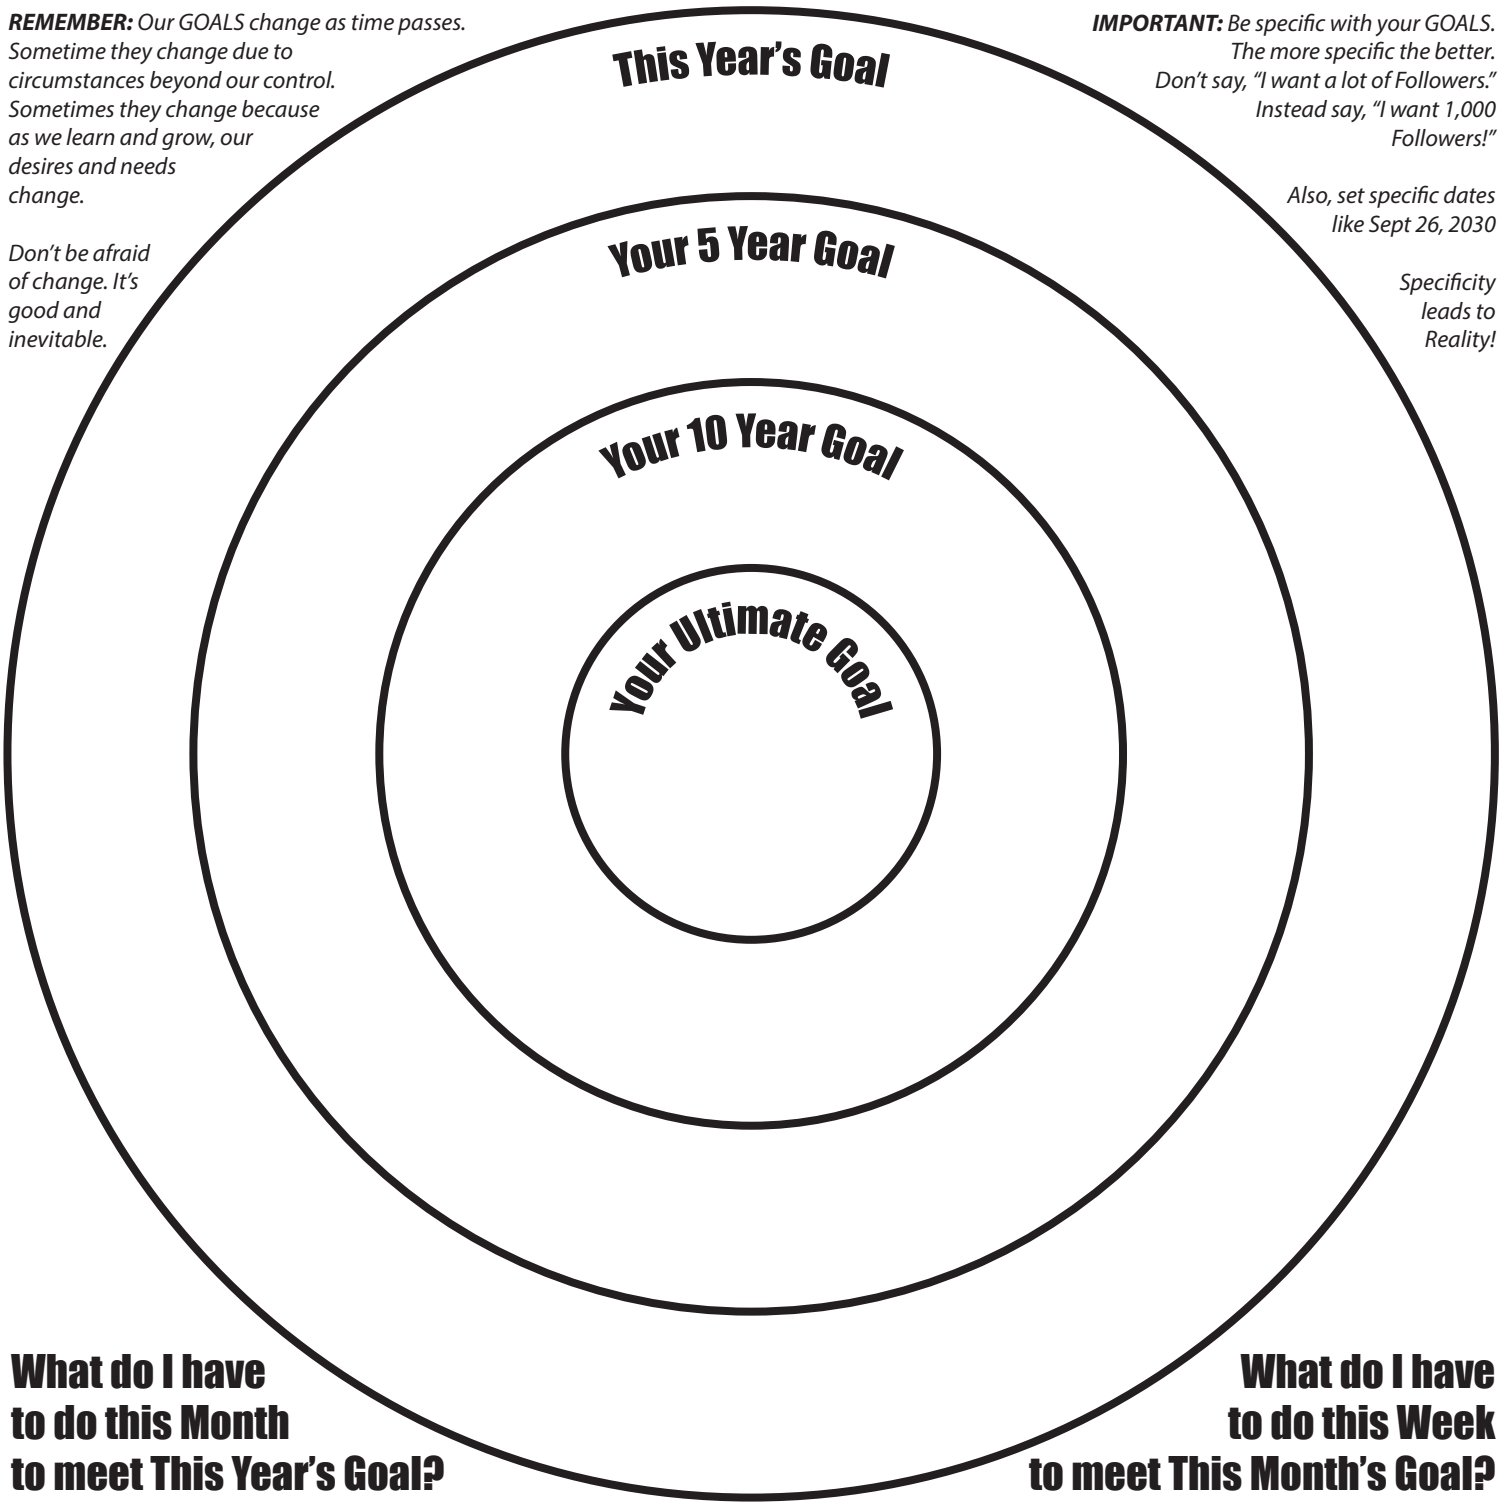 REMEMBER: Our GOALS change as time passes.
Sometime they change due to
circumstances beyond our control.
Sometimes they change because
as we learn and grow, our
desires and needs
change.
Don’t be afraid
of change. It’s
good and
inevitable.
IMPORTANT: Be specific with your GOALS.
The more specific the better.
Don’t say, “I want a lot of Followers.”
Instead say, “I want 1,000
Followers!”
Also, set specific dates
like Sept 26, 2030
Specificity
leads to
Reality!
This Year’s Goal
Your 5 Year Goal
Your 10 Year Goal
Your Ultimate Goal
What do I have
to do this Month
to meet This Year’s Goal?
What do I have
to do this Week
to meet This Month’s Goal?